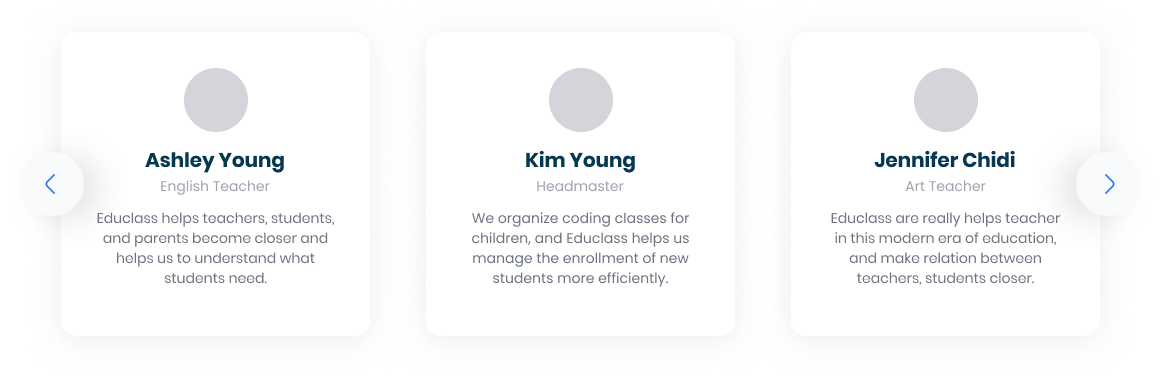 Ashley Young
English Teacher
Educlass helps teachers, students,
and parents become closer and
helps us to understand what
students need.
Kim Young
Headmaster
We organize coding classes for
children, and Educlass helps us
manage the enrollment of new
students more efficiently.
Jennifer Chidi
Art Teacher
Educlass are really helps teacher
in this modern era of education,
and make relation between
teachers, students closer.